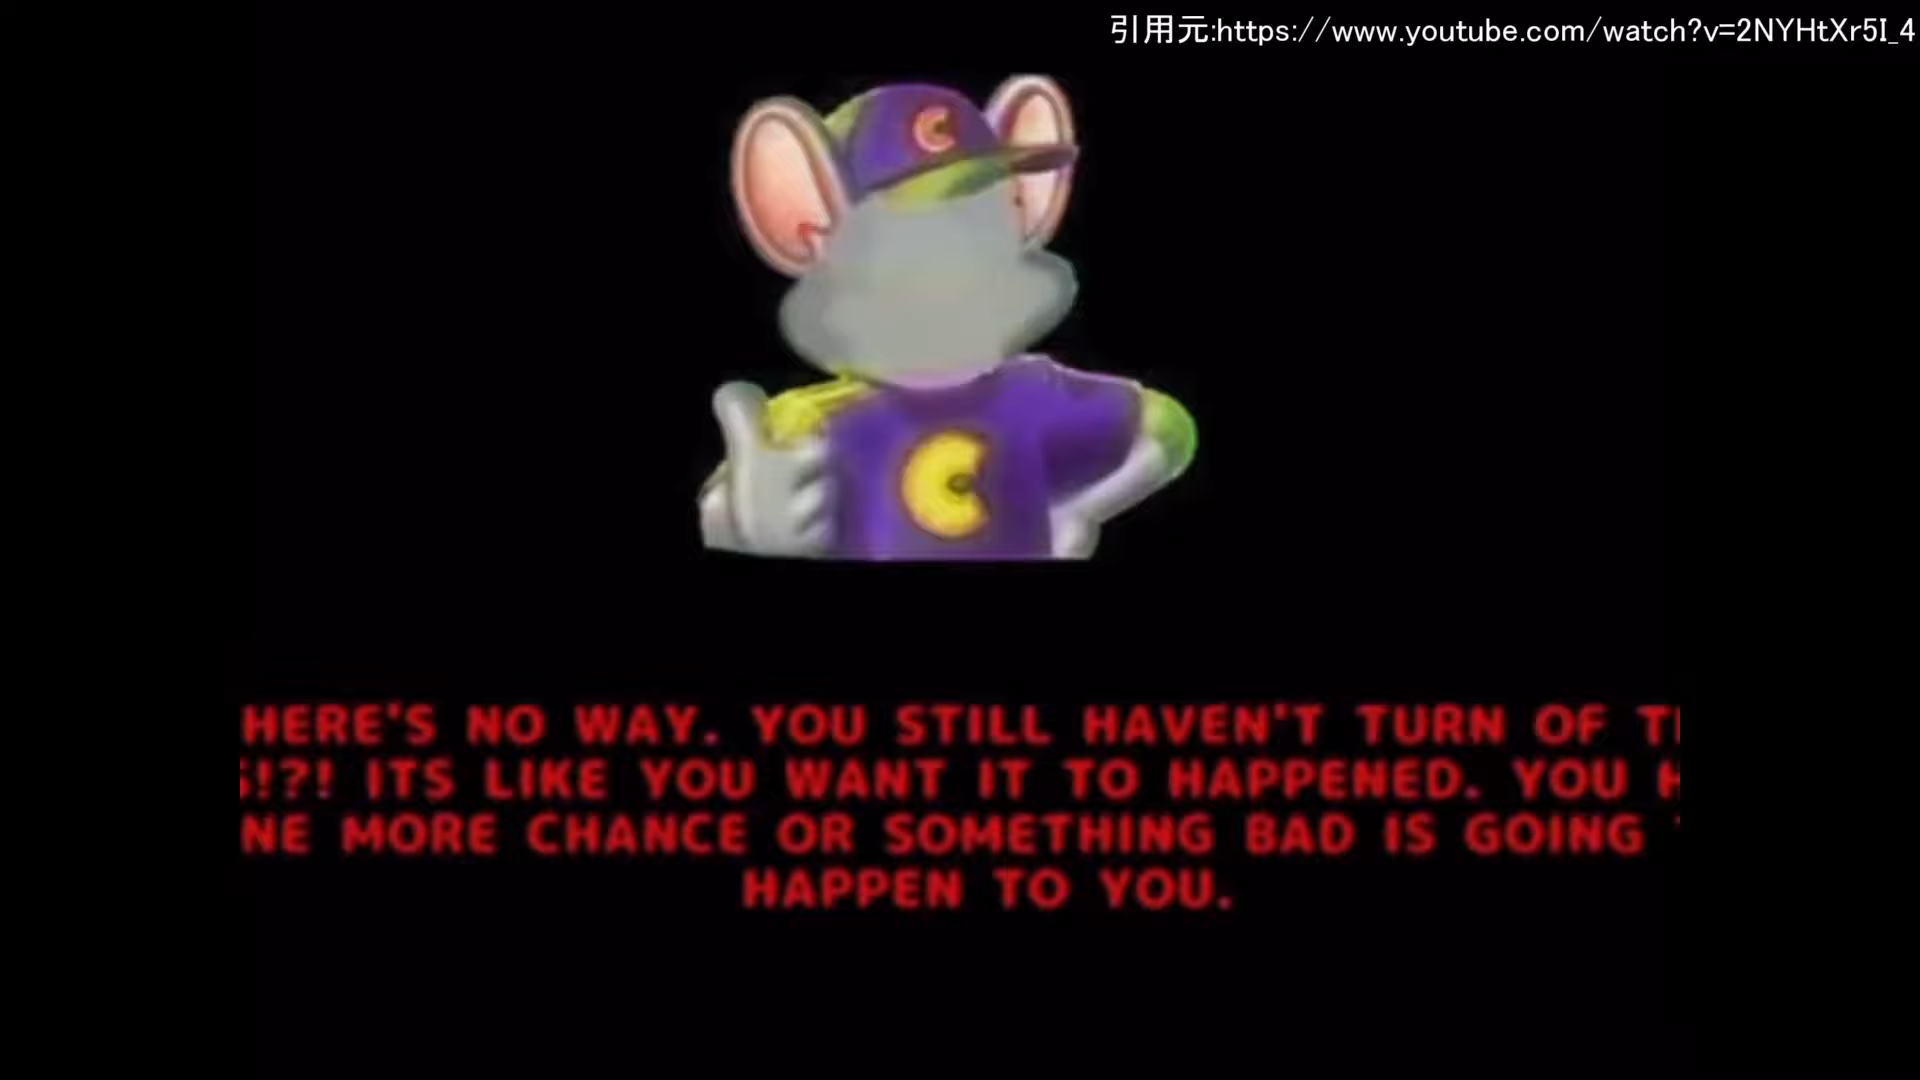 引用元:https://www.youtube.com/watch?v=2NYHtXr5I_4
C
C
HERE'S NO WAY. YOU STILL HAVEN'T TURN OF
!?! ITS LIKE YOU WANT IT TO HAPPENED. YOU
NE MORE CHANCE OR SOMETHING BAD IS GOING
HAPPEN TO YOU.